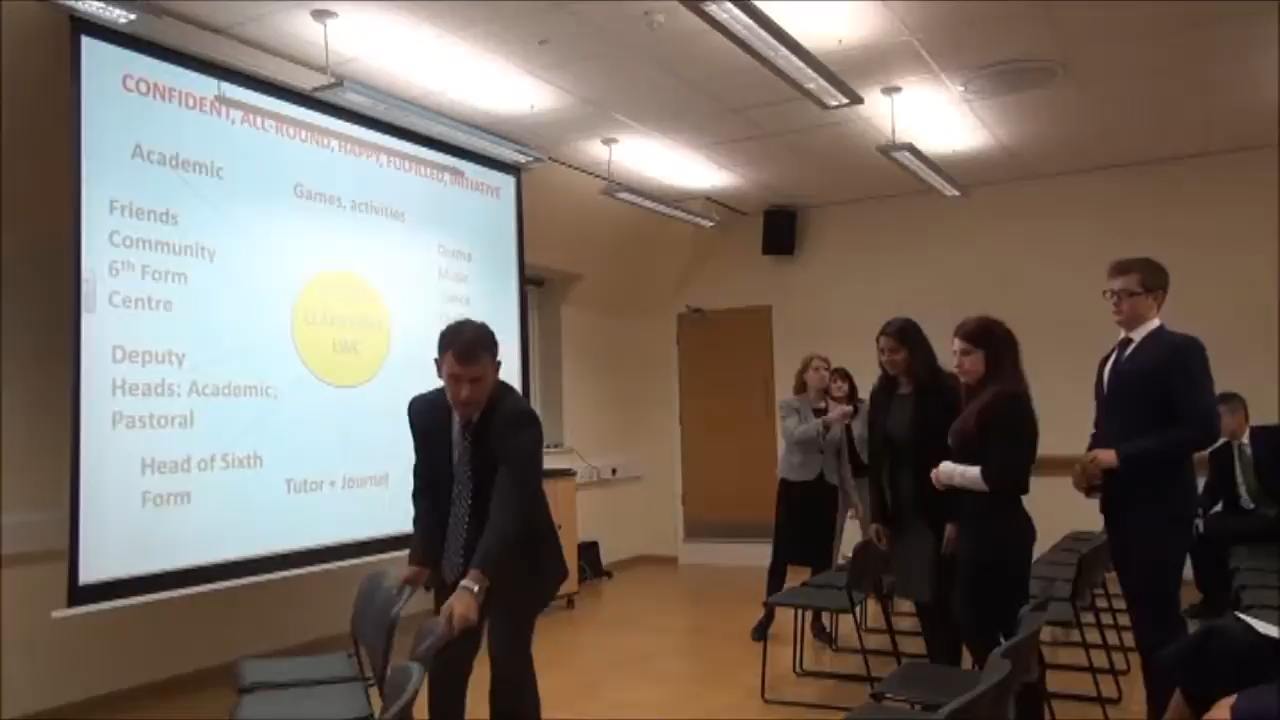 CONFIDENT, ALL-ROUND, HAPPY, FULFILLED, INITIATIVE
Academic
Games, activities
Friends
Community
6th Form
Centre
Drama
Music
Deputy
Heads: Academic;
Pastoral
Head of Sixth
Form
Tutor + Journal